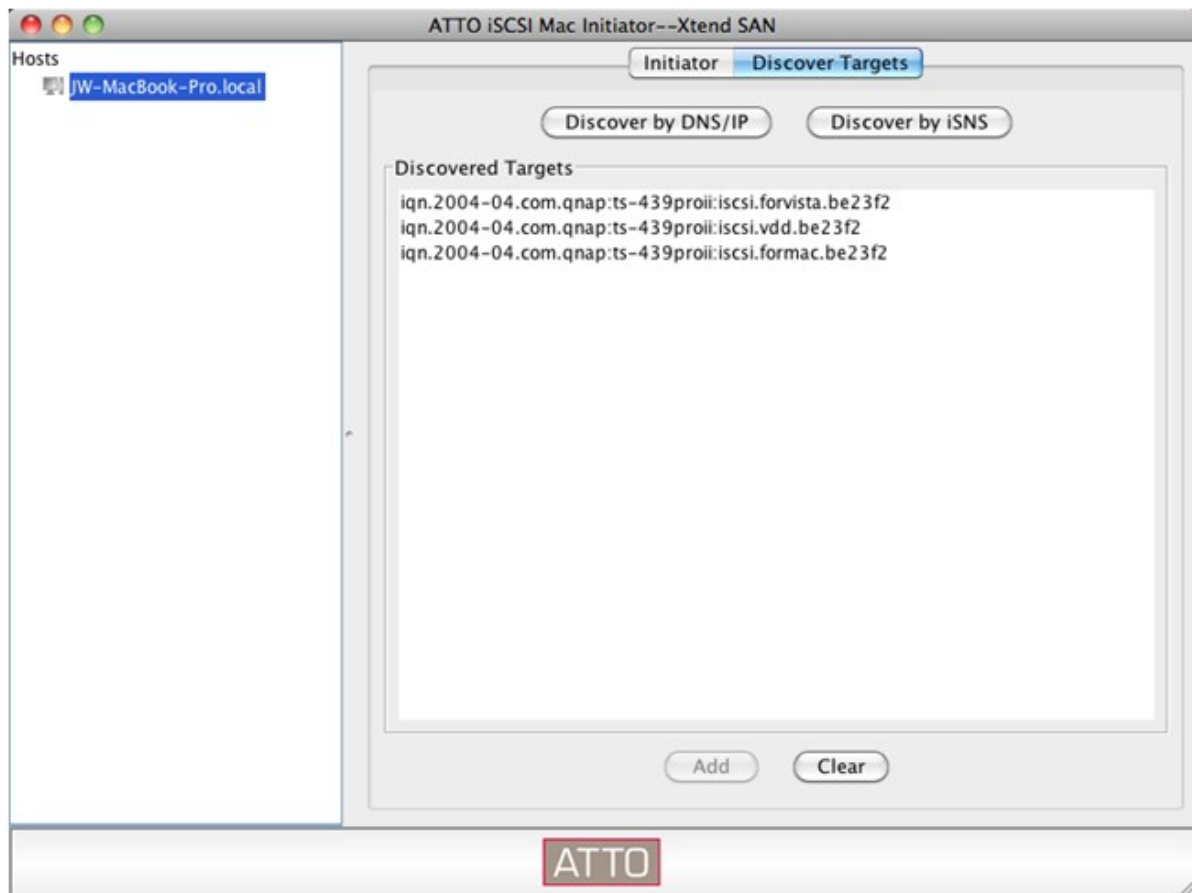 ATTO iSCSI Mac Initiator--Xtend SAN
Hosts
JW-MacBook-Pro.local
Initiator Discover Targets
Discover by DNS/IP Discover by iSNS
Discovered Targets
iqn.2004-04.com.qnap:ts-439proii:iscsi.forvista.be23f2
iqn.2004-04.com.qnap:ts-439proii:iscsi.vdd.be23f2
iqn.2004-04.com.qnap:ts-439proii:iscsi.formac.be23f2
Add Clear
ATTO